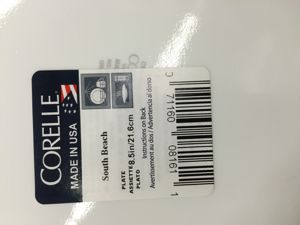 CORELLE
MADE IN USA
South Beach
PLATE
ASSIETTE 8.5in/21.6cm
PLATO
Instructions on Back
Avertissement au dos / Advertencia al dorso
0 71160 08161 1